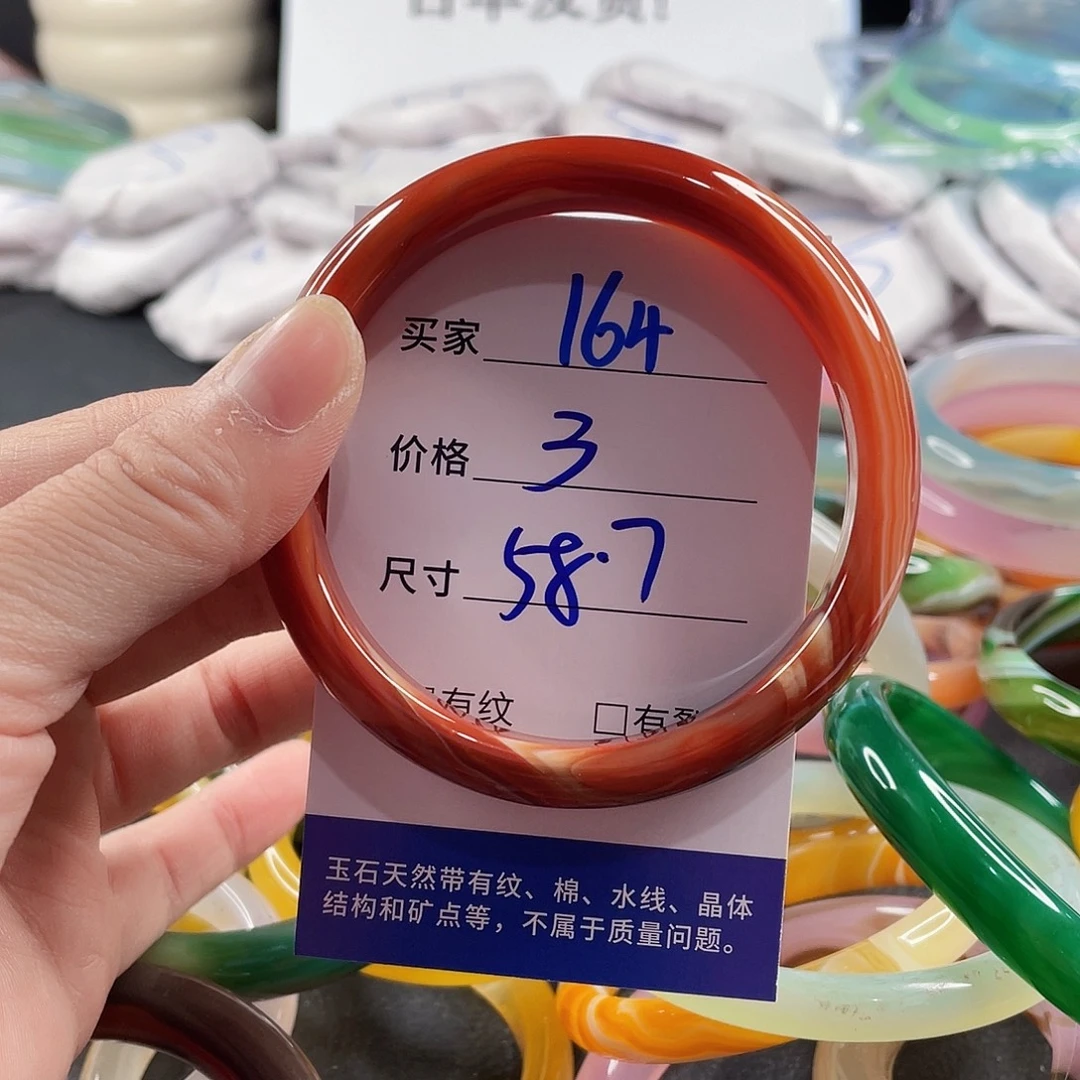 买家 164
价格 3
尺寸 58.7
有纹 □有
玉石天然带有纹、棉、水线、晶体
结构和矿点等，不属于质量问题。